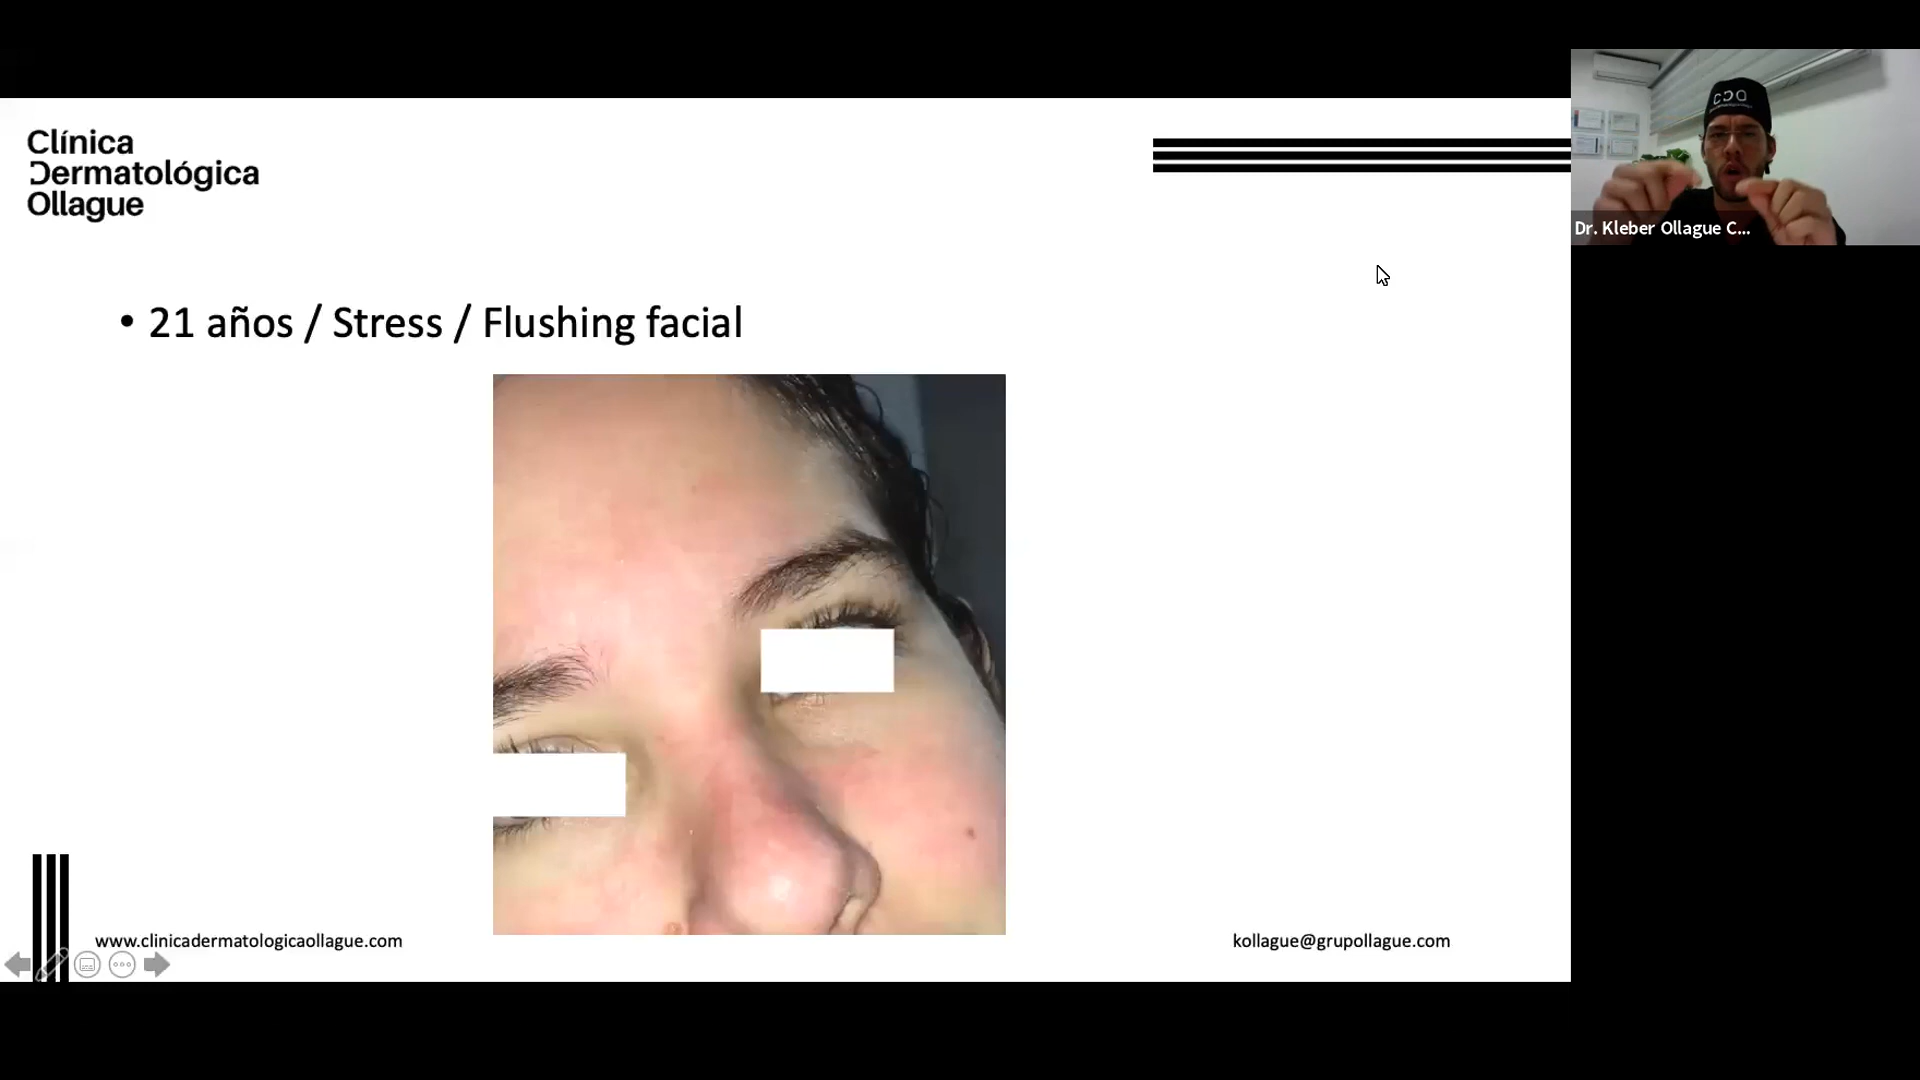 Clínica
Dermatológica
Ollague
• 21 años / Stress / Flushing facial
www.clinicadermatologicaollague.com
kollague@grupollague.com
Dr. Kleber Ollague C...